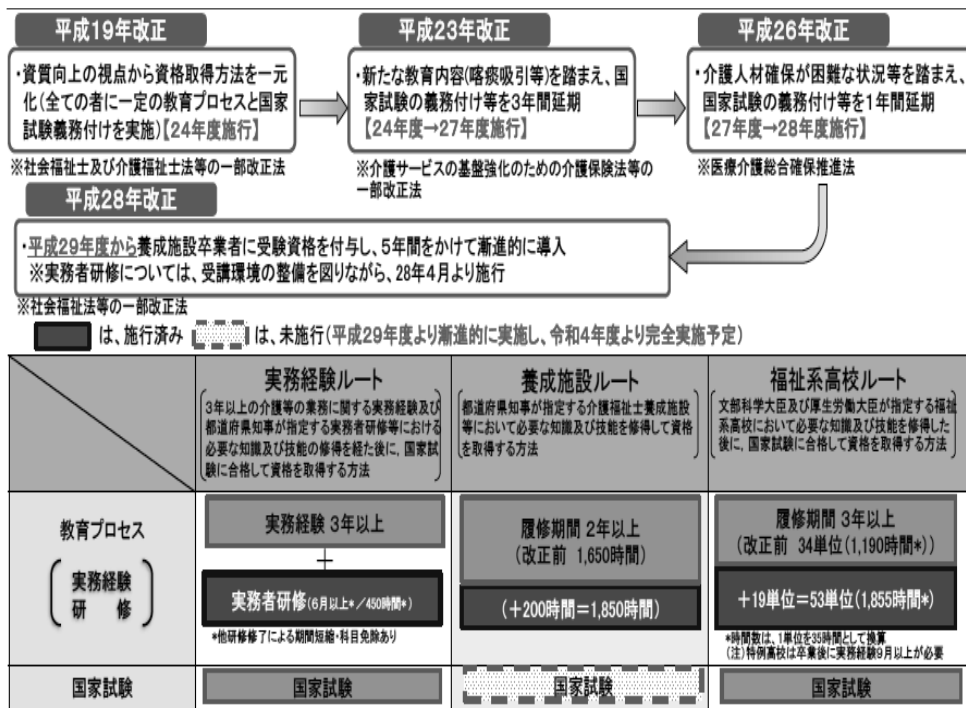 平成19年改正
・資質向上の視点から資格取得方法を一元
化(全ての者に一定の教育プロセスと国家
試験義務付けを実施)【24年度施行】
※社会福祉士及び介護福祉士法等の一部改正法
平成23年改正
・新たな教育内容(喀痰吸引等)を踏まえ、国
家試験の義務付け等を3年間延期
【24年度→27年度施行】
※介護サービスの基盤強化のための介護保険法等の
一部改正法
平成26年改正
・介護人材確保が困難な状況等を踏まえ、
国家試験の義務付け等を1年間延期
【27年度→28年度施行】
※医療介護総合確保推進法
平成28年改正
・平成29年度から養成施設卒業者に受験資格を付与し、5年間をかけて漸進的に導入
※実務者研修については、受講環境の整備を図りながら、28年4月より施行
※社会福祉法等の一部改正法
は、施行済み は、未施行(平成29年度より漸進的に実施し、令和4年度より完全実施予定)
実務経験ルート
3年以上の介護等の業務に関する実務経験及び
都道府県知事が指定する実務者研修等における
必要な知識及び技能の修得を経た後に、国家試
験に合格して資格を取得する方法
養成施設ルート
都道府県知事が指定する介護福祉士養成施設
等において必要な知識及び技能を修得して資格
を取得する方法
福祉系高校ルート
文部科学大臣及び厚生労働大臣が指定する福祉
系高校において必要な知識及び技能を修得した
後に、国家試験に合格して資格を取得する方法
教育プロセス
実務経験
研 修
実務経験 3年以上
+
実務者研修(6月以上*/450時間*)
*他研修修了による期間短縮・科目免除あり
履修期間 2年以上
(改正前 1,650時間)
(+200時間=1,850時間)
履修期間 3年以上
(改正前 34単位(1,190時間*))
+19単位=53単位(1,855時間*)
*時間数は、1単位を35時間として換算
(注)特例高校は卒業後に実務経験9月以上が必要
国家試験
国家試験
国家試験
国家試験